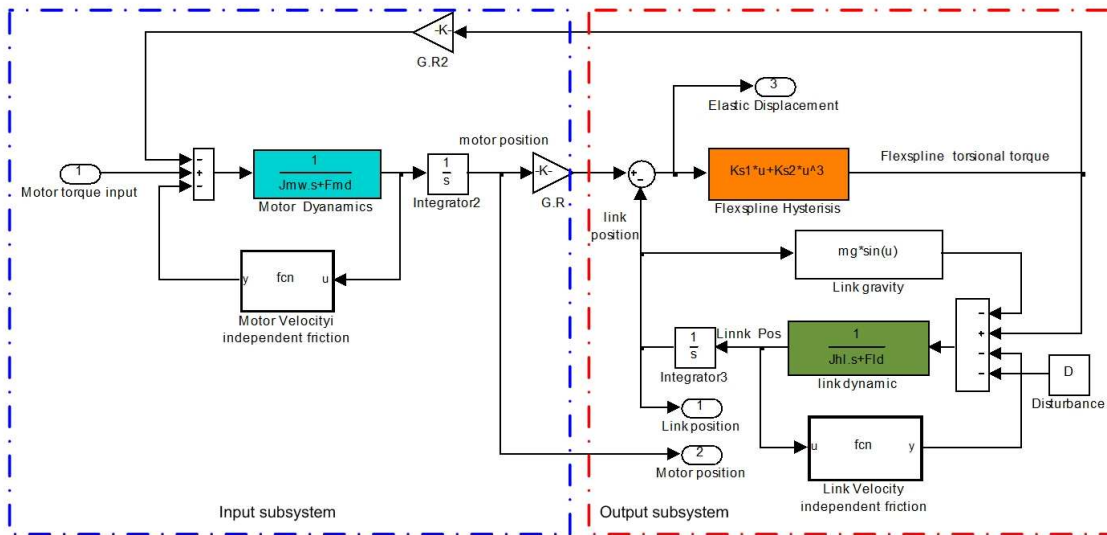 -K-
G.R2
3
Elastic Displacement
motor position
Flexspline torsional torque
1
Motor torque input
-
+
-
1
Jmw.s+Fmd
Motor Dyanamics
1
s
Integrator2
-K-
G.R
+
-
Ks1*u+Ks2*u^3
Flexspline Hysterisis
link
position
mg*sin(u)
Link gravity
y
fcn
u
Motor Velocityi
independent friction
Linnk Pos
1
s
Integrator3
1
Jhl.s+Fld
link dynamic
-
+
-
-
D
Disturbance
1
Link position
2
Motor position
u
fcn
y
Link Velocity
independent friction
Input subsystem
Output subsystem